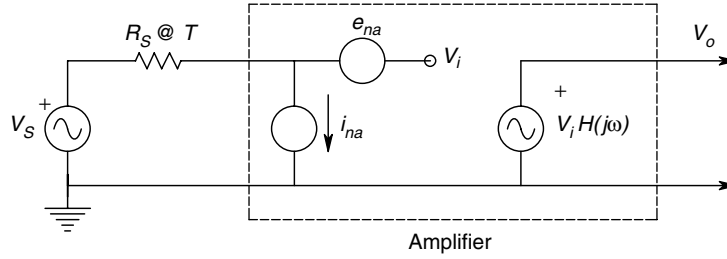 R_S @ T
e_na
V_o
V_i
+
V_S
i_na
+
V_i H(jω)
Amplifier